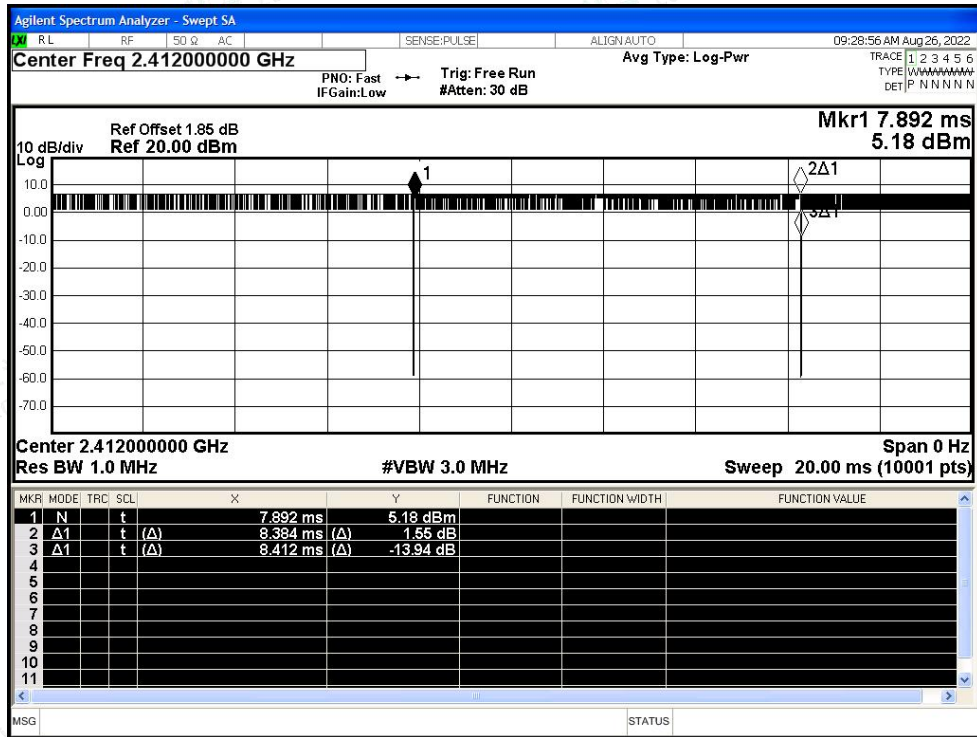 Agilent Spectrum Analyzer - Swept SA
LXI RL RF 50 Ω AC SENSE:PULSE ALIGN AUTO 09:28:56 AM Aug 26, 2022
Center Freq 2.412000000 GHz
PNO: Fast
IFGain:Low
Trig: Free Run
#Atten: 30 dB
Avg Type: Log-Pwr
TRACE 1 2 3 4 5 6
TYPE WWWWWW
DET P N N N N N
Mkr1 7.892 ms
5.18 dBm
Ref Offset 1.85 dB
10 dB/div Ref 20.00 dBm
Log
1
2Δ1
3Δ1
10.0
0.00
-10.0
-20.0
-30.0
-40.0
-50.0
-60.0
-70.0
Center 2.412000000 GHz Span 0 Hz
Res BW 1.0 MHz #VBW 3.0 MHz Sweep 20.00 ms (10001 pts)
MKR MODE TRC SCL X Y FUNCTION FUNCTION WIDTH FUNCTION VALUE
1 N t 7.892 ms 5.18 dBm
2 Δ1 t (Δ) 8.384 ms (Δ) 1.55 dB
3 Δ1 t (Δ) 8.412 ms (Δ) -13.94 dB
4
5
6
7
8
9
10
11
MSG STATUS